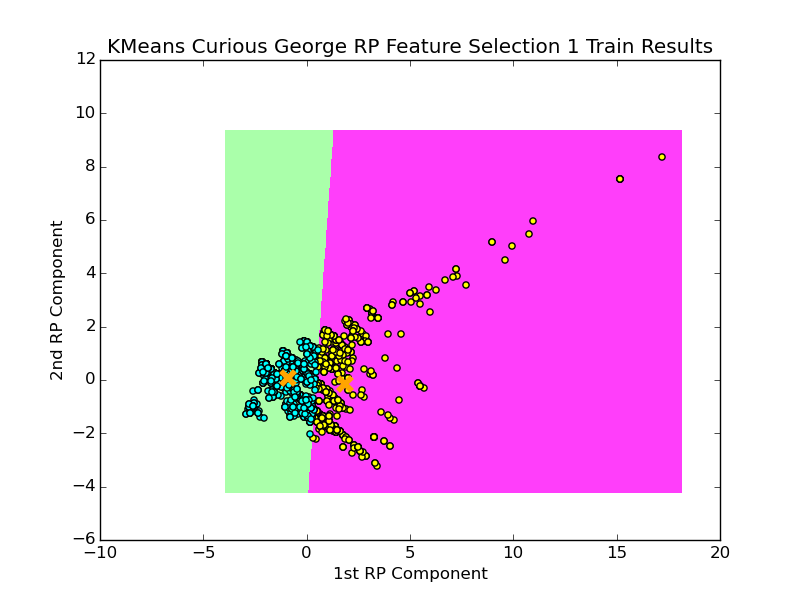 KMeans Curious George RP Feature Selection 1 Train Results
12
10
8
6
4
2
0
−2
−4
−6
−10 −5 0 5 10 15 20
2nd RP Component
1st RP Component